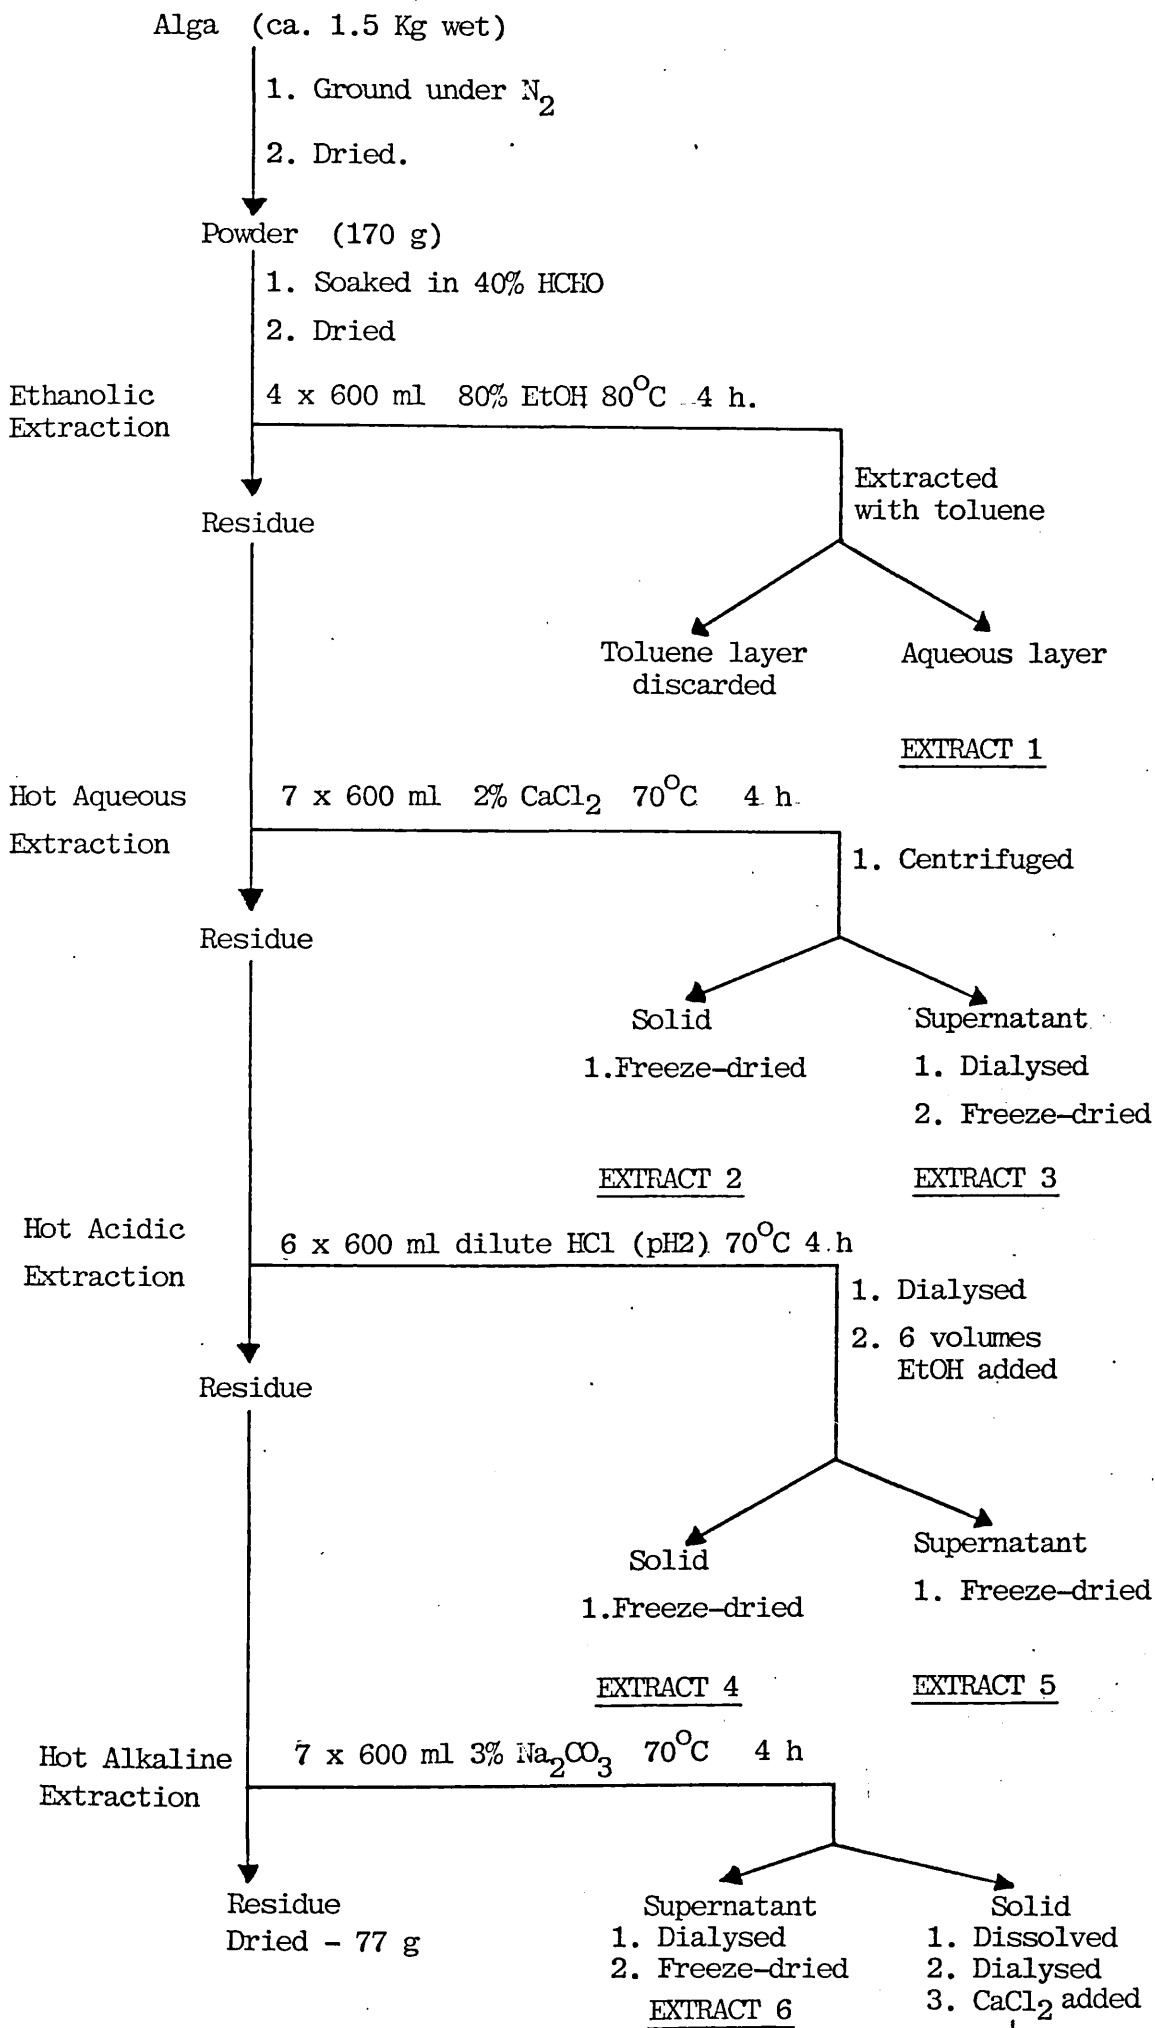 Alga (ca. 1.5 Kg wet)
1. Ground under N2
2. Dried.
Powder (170 g)
1. Soaked in 40% HCHO
2. Dried
Ethanolic
Extraction
4 x 600 ml 80% EtOH 80°C 4 h.
Residue
Extracted
with toluene
Toluene layer
discarded
Aqueous layer
EXTRACT 1
Hot Aqueous
Extraction
7 x 600 ml 2% CaCl2 70°C 4 h
1. Centrifuged
Residue
Solid
1.Freeze-dried
EXTRACT 2
Supernatant
1. Dialysed
2. Freeze-dried
EXTRACT 3
Hot Acidic
Extraction
6 x 600 ml dilute HCl (pH2) 70°C 4 h
1. Dialysed
2. 6 volumes
EtOH added
Residue
Solid
1.Freeze-dried
EXTRACT 4
Supernatant
1. Freeze-dried
EXTRACT 5
Hot Alkaline
Extraction
7 x 600 ml 3% Na2CO3 70°C 4 h
Residue
Dried - 77 g
Supernatant
1. Dialysed
2. Freeze-dried
EXTRACT 6
Solid
1. Dissolved
2. Dialysed
3. CaCl2 added